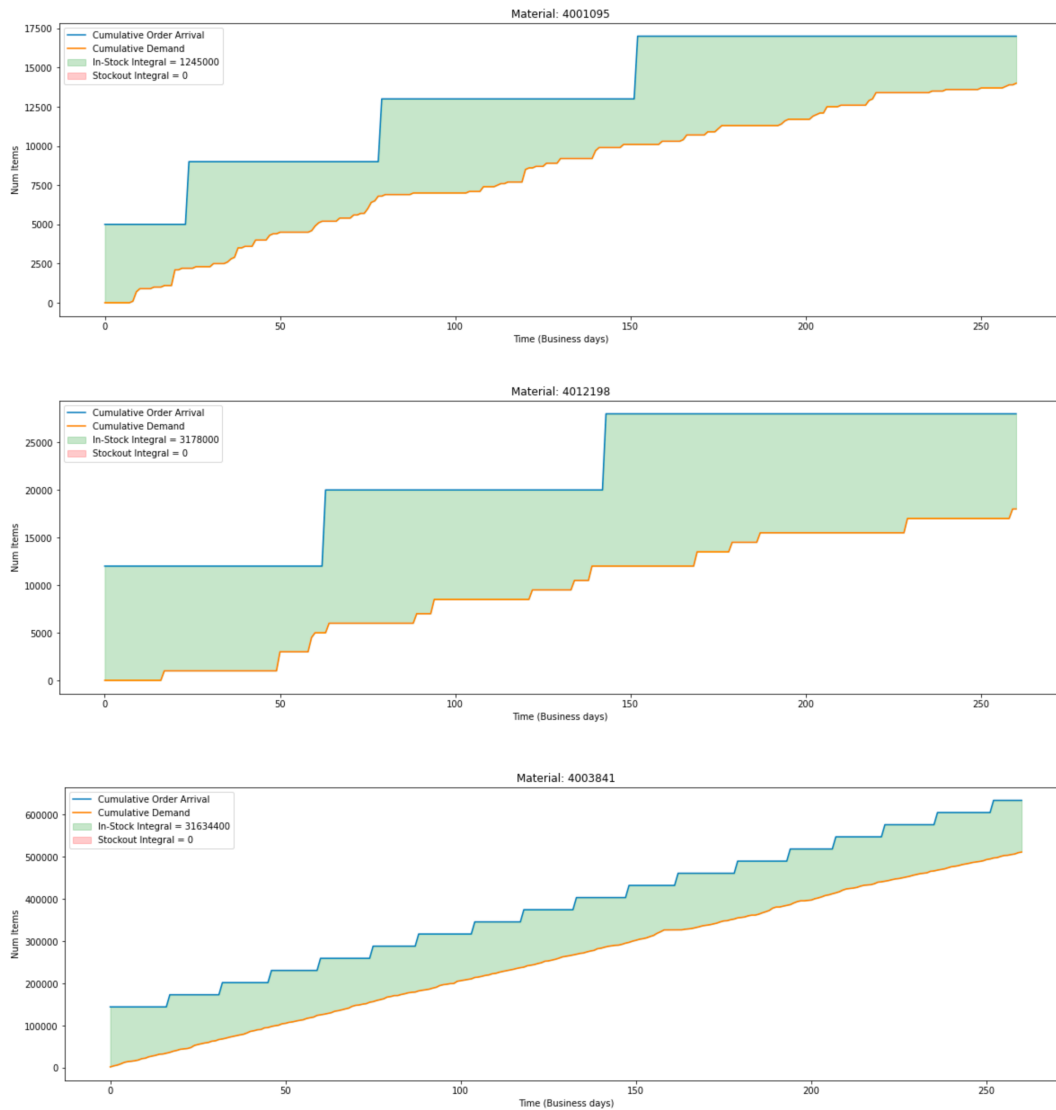 Material: 4001095
Cumulative Order Arrival
Cumulative Demand
In-Stock Integral = 1245000
Stockout Integral = 0
17500
15000
12500
10000
7500
5000
2500
0
Num Items
0 50 100 150 200 250
Time (Business days)
Material: 4012198
Cumulative Order Arrival
Cumulative Demand
In-Stock Integral = 3178000
Stockout Integral = 0
25000
20000
15000
10000
5000
0
Num Items
0 50 100 150 200 250
Time (Business days)
Material: 4003841
Cumulative Order Arrival
Cumulative Demand
In-Stock Integral = 31634400
Stockout Integral = 0
600000
500000
400000
300000
200000
100000
0
Num Items
0 50 100 150 200 250
Time (Business days)